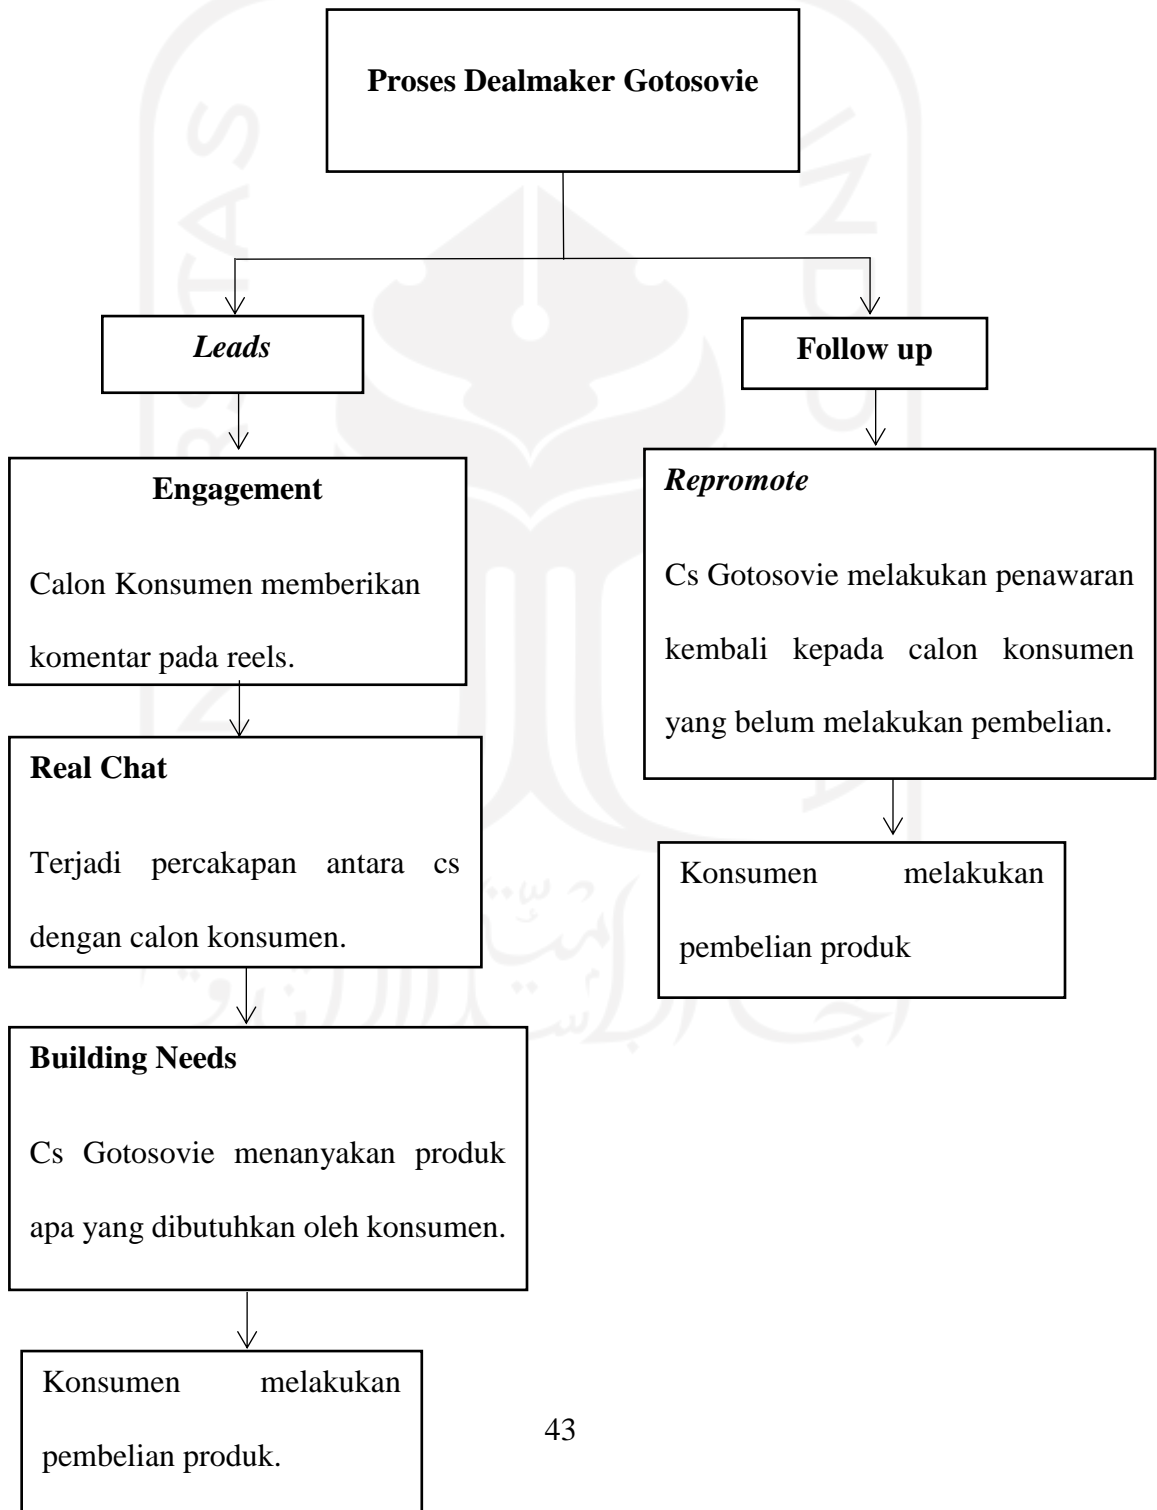 Proses Dealmaker Gotosovie
Leads
Follow up
Engagement
Calon Konsumen memberikan
komentar pada reels.
Repromote
Cs Gotosovie melakukan penawaran
kembali kepada calon konsumen
yang belum melakukan pembelian.
Real Chat
Terjadi percakapan antara cs
dengan calon konsumen.
Konsumen melakukan
pembelian produk
Building Needs
Cs Gotosovie menanyakan produk
apa yang dibutuhkan oleh konsumen.
Konsumen melakukan
pembelian produk.
43